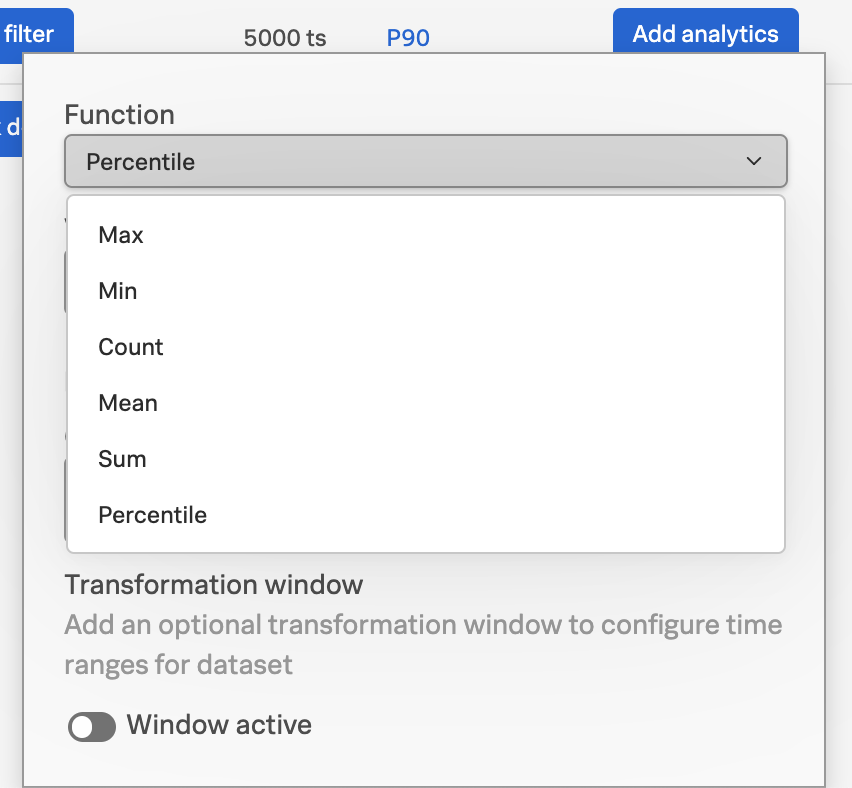 filter
5000 ts
P90
Add analytics
Function
Percentile
Max
Min
Count
Mean
Sum
Percentile
Transformation window
Add an optional transformation window to configure time
ranges for dataset
Window active